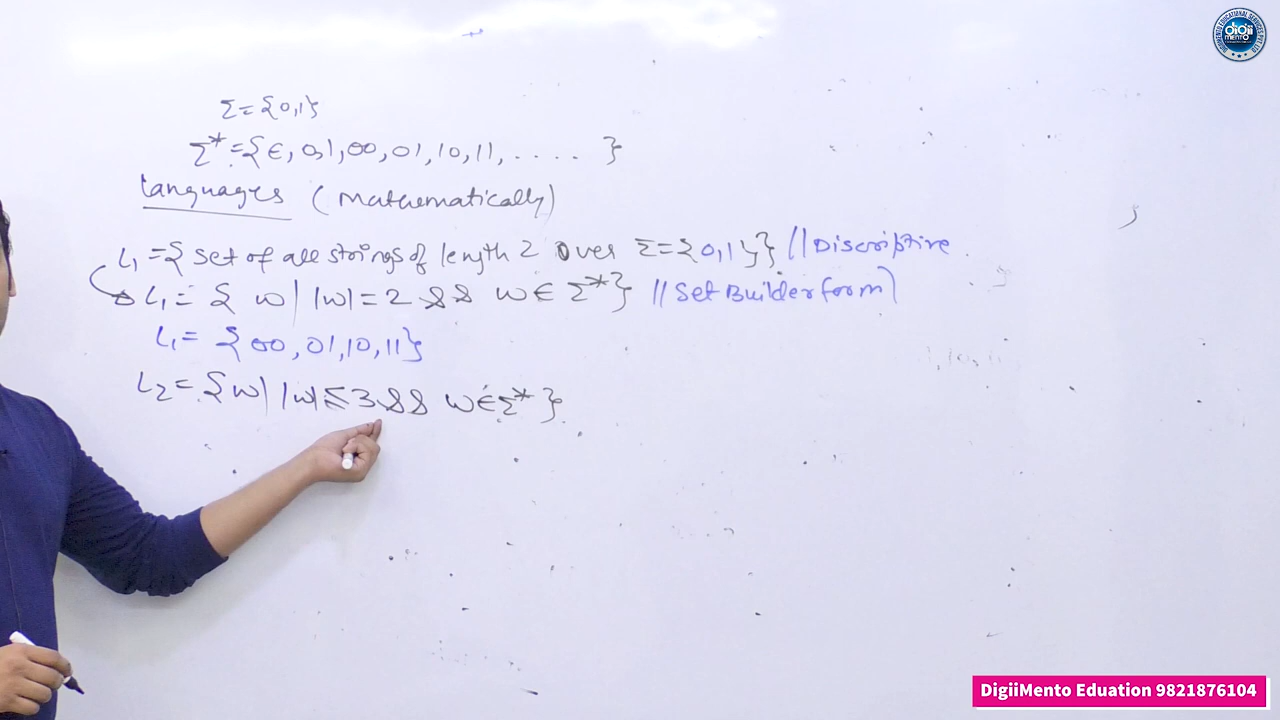 Σ={0,1}
Σ*={ε, 0,1,00,01,10,11,.... }
Languages (Mathematically)
L₁={ set of all strings of length 2 over Σ={0,1}} //Discriptive
L₁= { w| |w|=2 && w∈ Σ*} //Set Builder form)
L₁= {00,01,10,11}
L₂= {w| |w|≤3 && w∈Σ* }
DigiiMento Eduation 9821876104